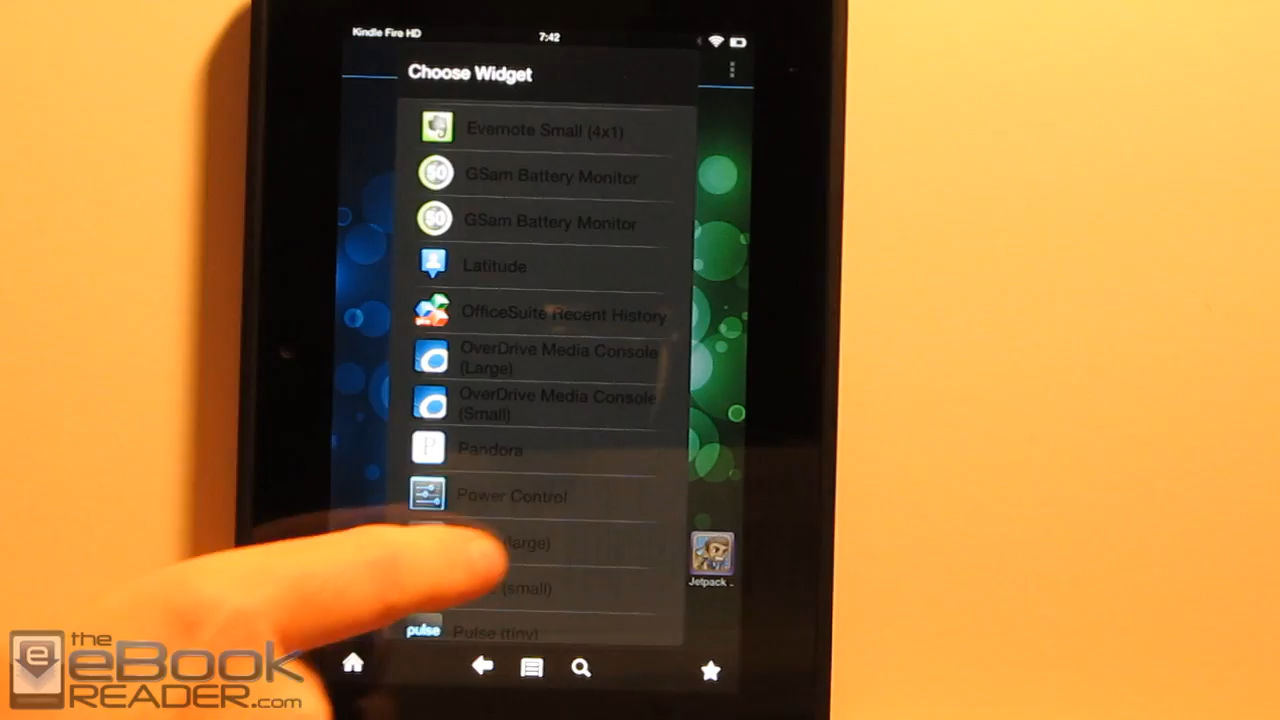 Kindle Fire HD 7:42
Choose Widget
Evernote Small (4x1)
50 GSam Battery Monitor
50 GSam Battery Monitor
Latitude
OfficeSuite Recent History
OverDrive Media Console
(Large)
OverDrive Media Console
(Small)
P Pandora
Power Control
(large)
(small)
pulse Pulse (tiny)
Jetpack
the
eBook
READER.com